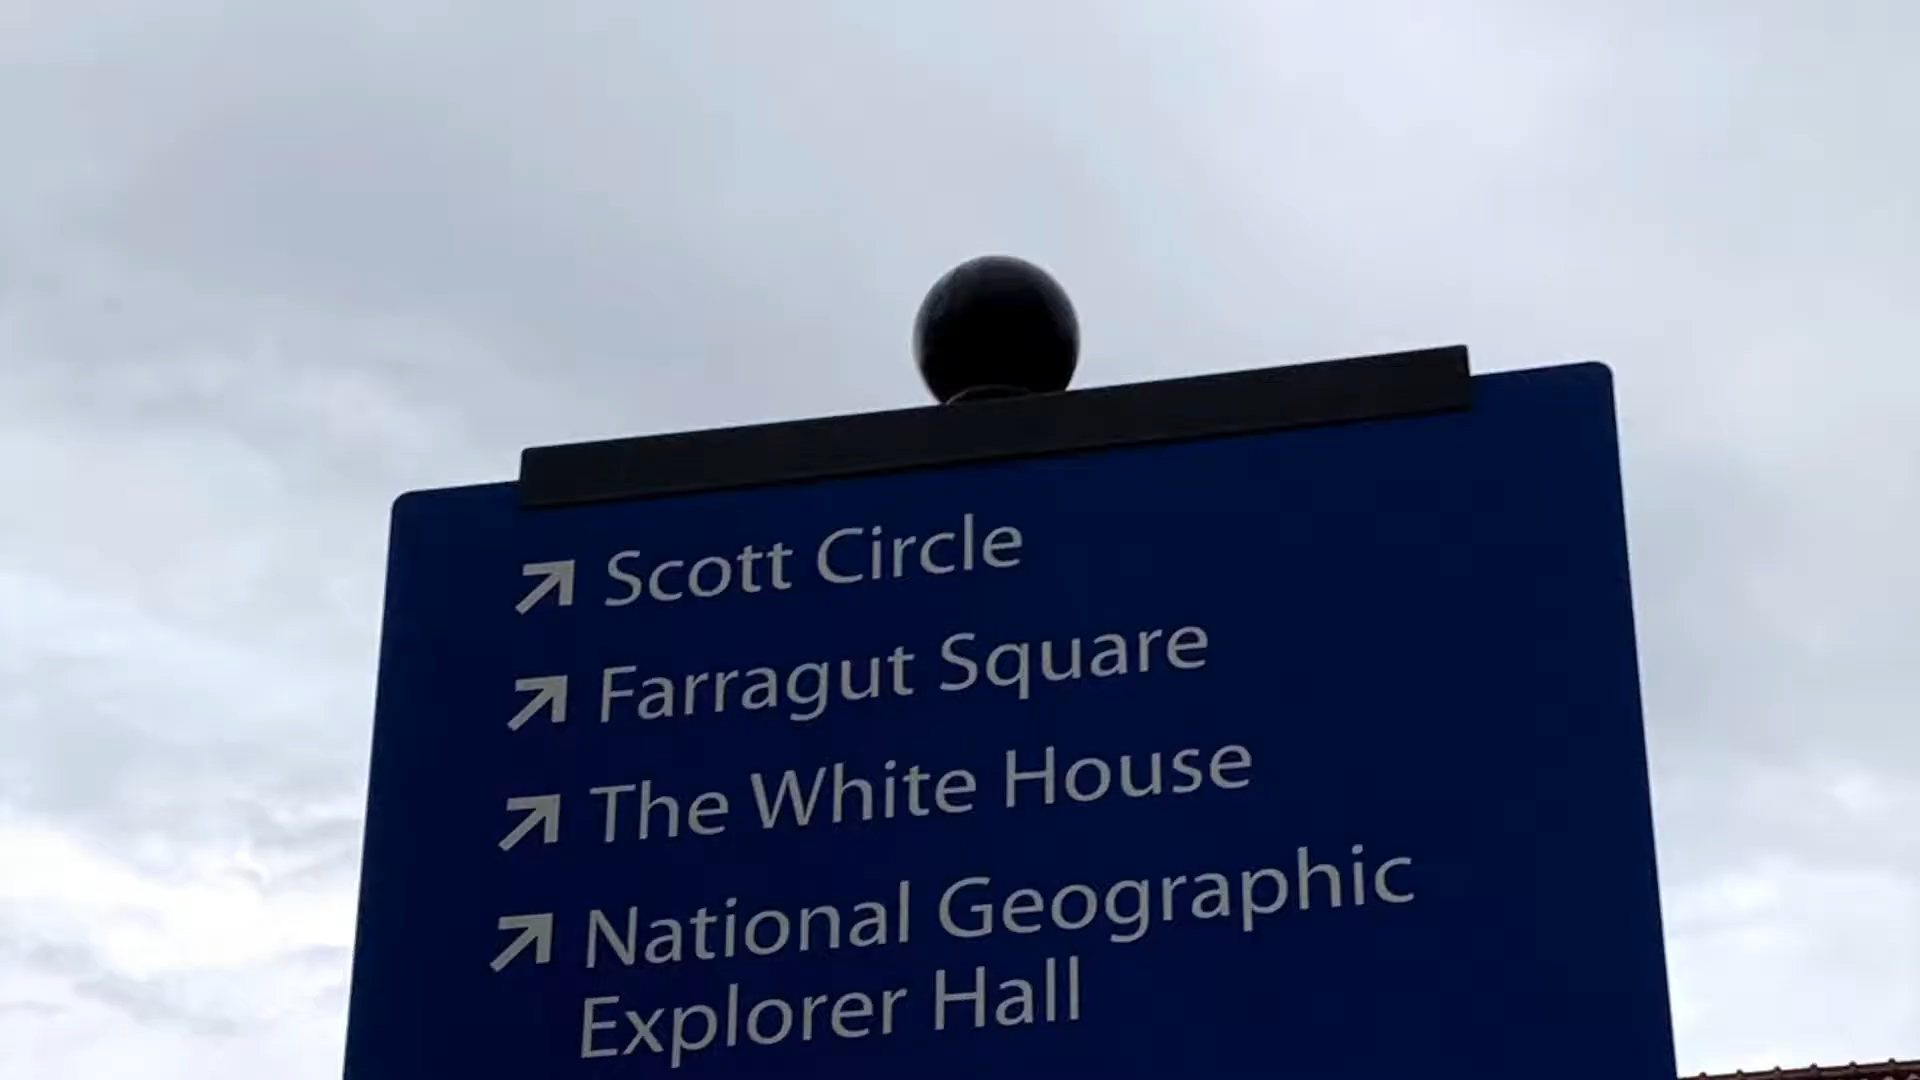 Scott Circle
Farragut Square
The White House
National Geographic
Explorer Hall